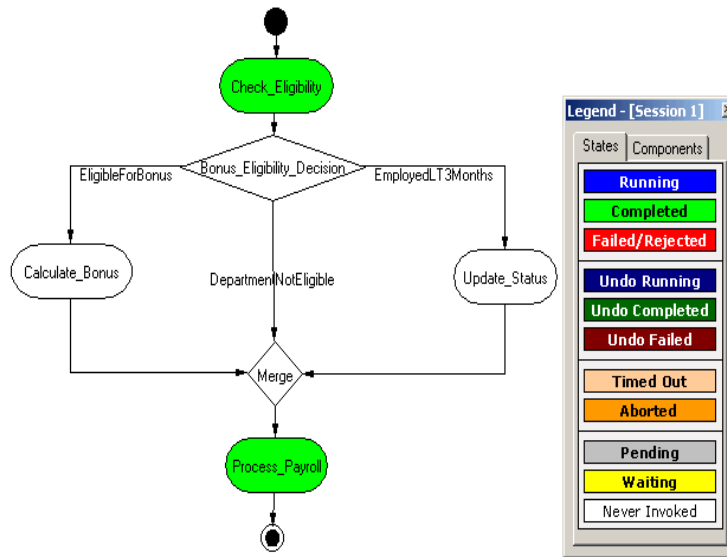 Check_Eligibility
Bonus_Eligibility_Decision
EligibleForBonus
EmployedLT3Months
Calculate_Bonus
DepartmentNotEligible
Update_Status
Merge
Process_Payroll
Legend - [Session 1]
States
Components
Running
Completed
Failed/Rejected
Undo Running
Undo Completed
Undo Failed
Timed Out
Aborted
Pending
Waiting
Never Invoked